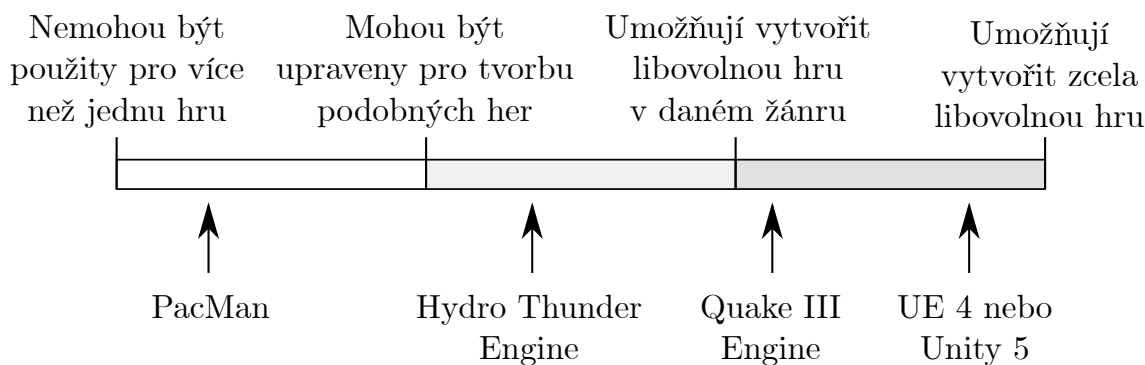 Nemohou být
použity pro více
než jednu hru
Mohou být
upraveny pro tvorbu
podobných her
Umožňují vytvořit
libovolnou hru
v daném žánru
Umožňují
vytvořit zcela
libovolnou hru
PacMan
Hydro Thunder
Engine
Quake III
Engine
UE 4 nebo
Unity 5